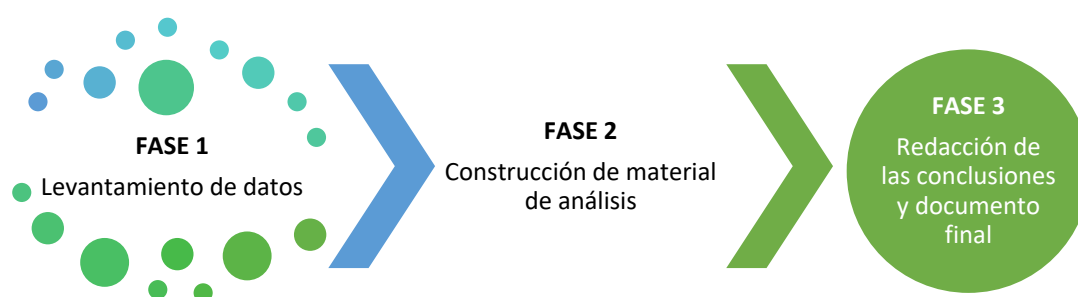 FASE 1
Levantamiento de datos
FASE 2
Construcción de material
de análisis
FASE 3
Redacción de
las conclusiones
y documento
final